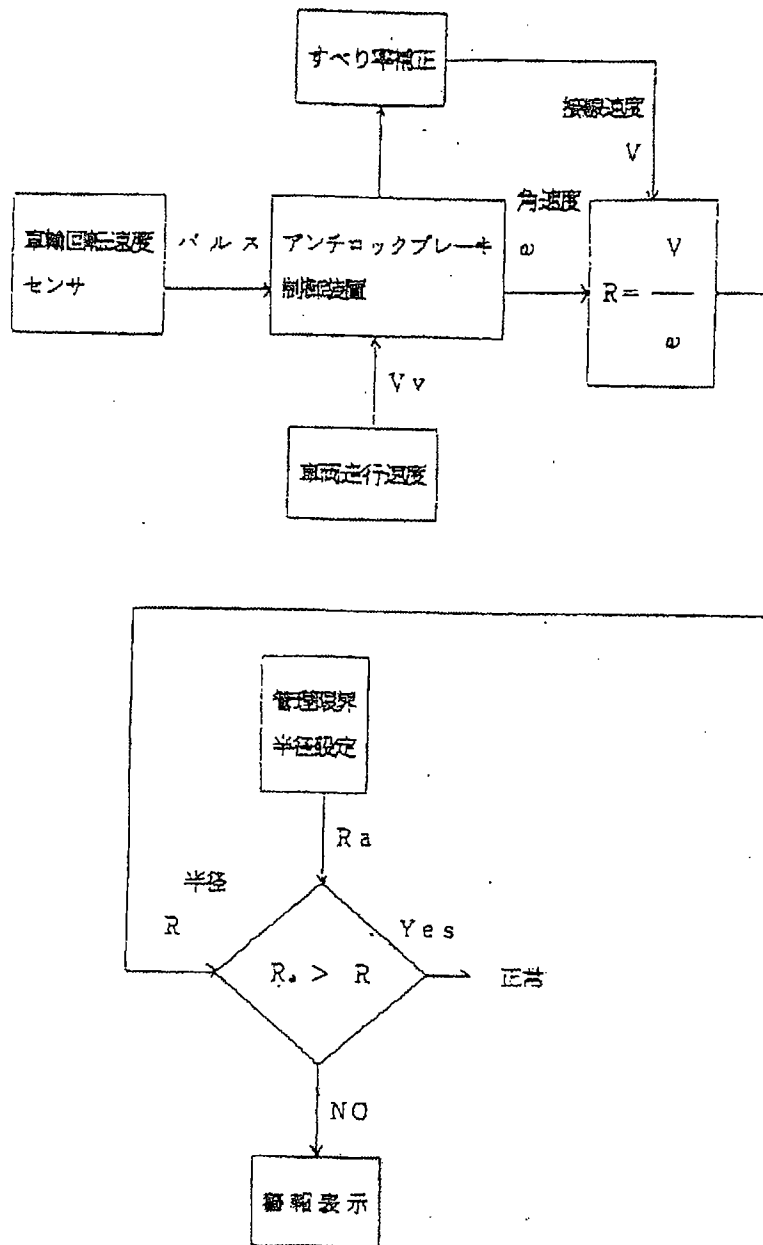 すべり率補正
接線速度
V
車輪回転速度
センサ
パルス
アンチロックブレーキ
制御装置
角速度
ω
R=
V
ω
Vv
車両走行速度
管理限界
半径設定
Ra
半径
R
Yes
Ra > R
正常
NO
警報表示